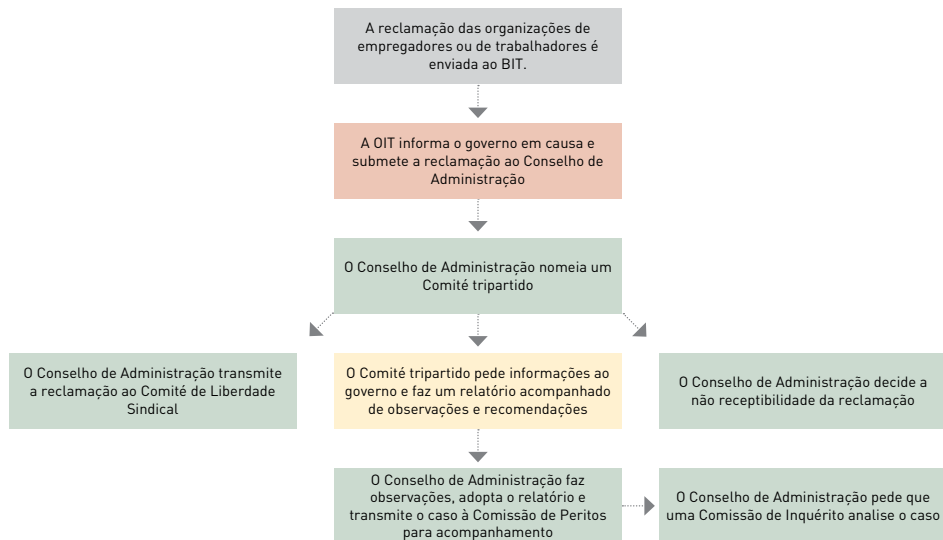 A reclamação das organizações de
empregadores ou de trabalhadores é
enviada ao BIT.
A OIT informa o governo em causa e
submete a reclamação ao Conselho de
Administração
O Conselho de Administração nomeia um
Comité tripartido
O Conselho de Administração transmite
a reclamação ao Comité de Liberdade
Sindical
O Comité tripartido pede informações ao
governo e faz um relatório acompanhado
de observações e recomendações
O Conselho de Administração decide a
não receptibilidade da reclamação
O Conselho de Administração faz
observações, adopta o relatório e
transmite o caso à Comissão de Peritos
para acompanhamento
O Conselho de Administração pede que
uma Comissão de Inquérito analise o caso